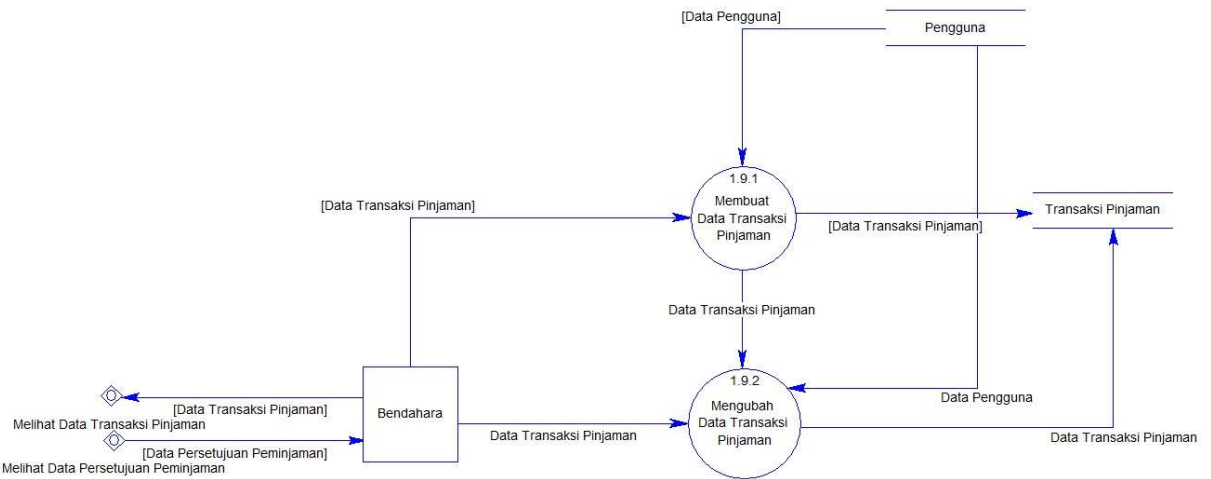 [Data Pengguna]
Pengguna
1.9.1
Membuat
Data Transaksi
Pinjaman
[Data Transaksi Pinjaman]
[Data Transaksi Pinjaman]
Transaksi Pinjaman
Data Transaksi Pinjaman
1.9.2
Mengubah
Data Transaksi
Pinjaman
Data Pengguna
Bendahara
[Data Transaksi Pinjaman]
Melihat Data Transaksi Pinjaman
Data Transaksi Pinjaman
Data Transaksi Pinjaman
[Data Persetujuan Peminjaman]
Melihat Data Persetujuan Peminjaman